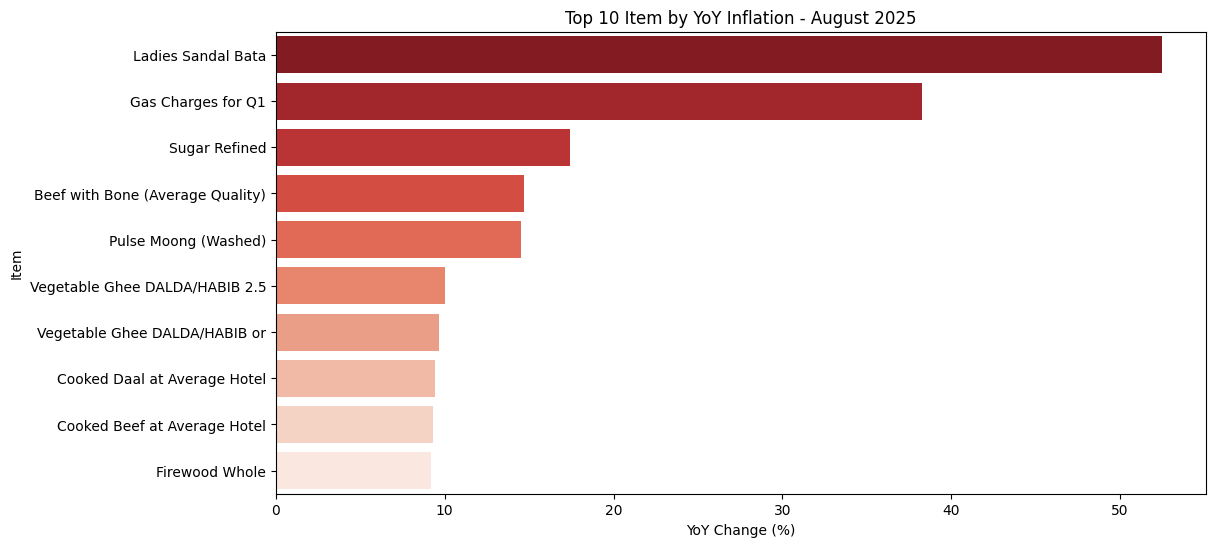 Top 10 Item by YoY Inflation - August 2025
Item
Ladies Sandal Bata
Gas Charges for Q1
Sugar Refined
Beef with Bone (Average Quality)
Pulse Moong (Washed)
Vegetable Ghee DALDA/HABIB 2.5
Vegetable Ghee DALDA/HABIB or
Cooked Daal at Average Hotel
Cooked Beef at Average Hotel
Firewood Whole
0 10 20 30 40 50
YoY Change (%)